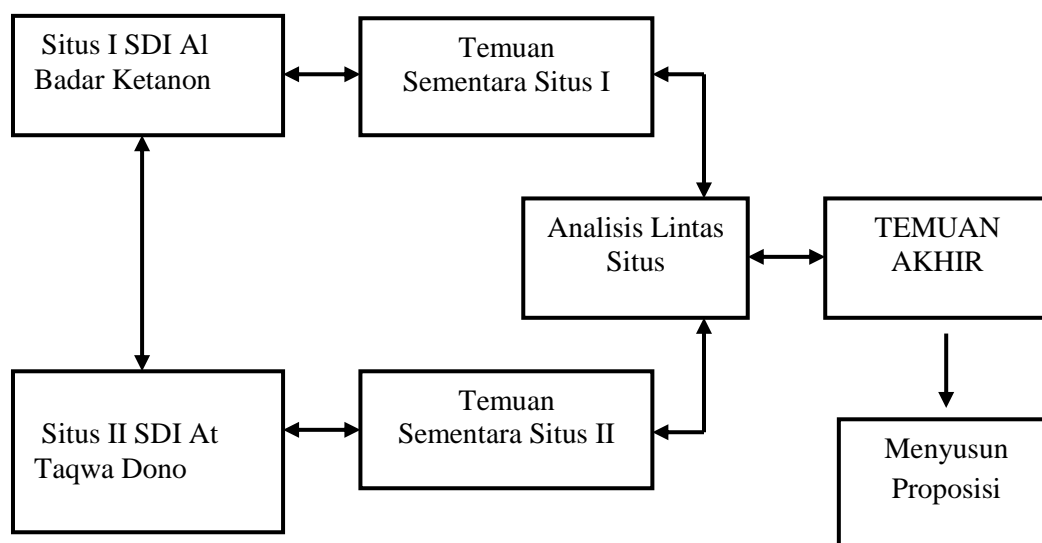 Situs I SDI Al
Badar Ketanon
Temuan
Sementara Situs I
Analisis Lintas
Situs
TEMUAN
AKHIR
Situs II SDI At
Taqwa Dono
Temuan
Sementara Situs II
Menyusun
Proposisi